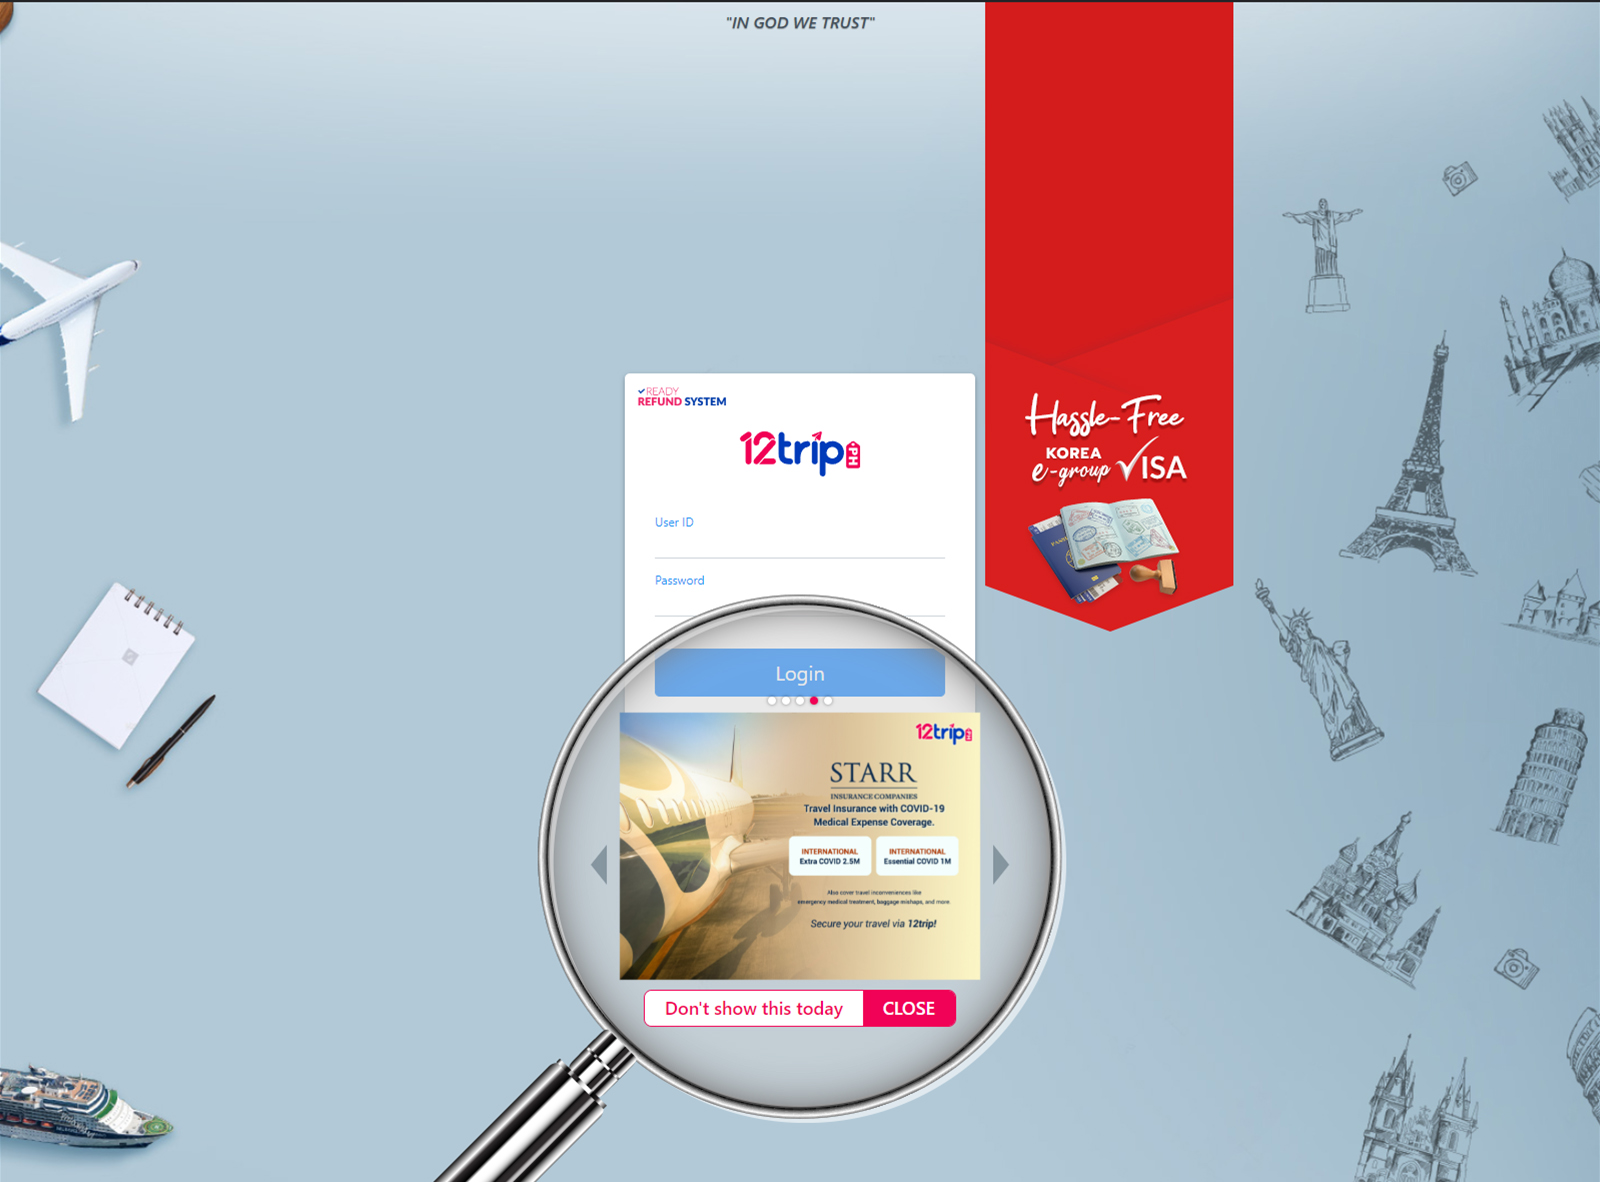 "IN GOD WE TRUST"
READY
REFUND SYSTEM
12trip PH
User ID
Password
Login
Hassle-Free
KOREA
e-group VISA
12trip PH
STARR
INSURANCE COMPANIES
Travel Insurance with COVID-19
Medical Expense Coverage.
INTERNATIONAL
Extra COVID 2.5M
INTERNATIONAL
Essential COVID 1M
Also cover travel inconveniences like
emergency medical treatment, baggage mishaps, and more.
Secure your travel via 12trip!
Don't show this today
CLOSE